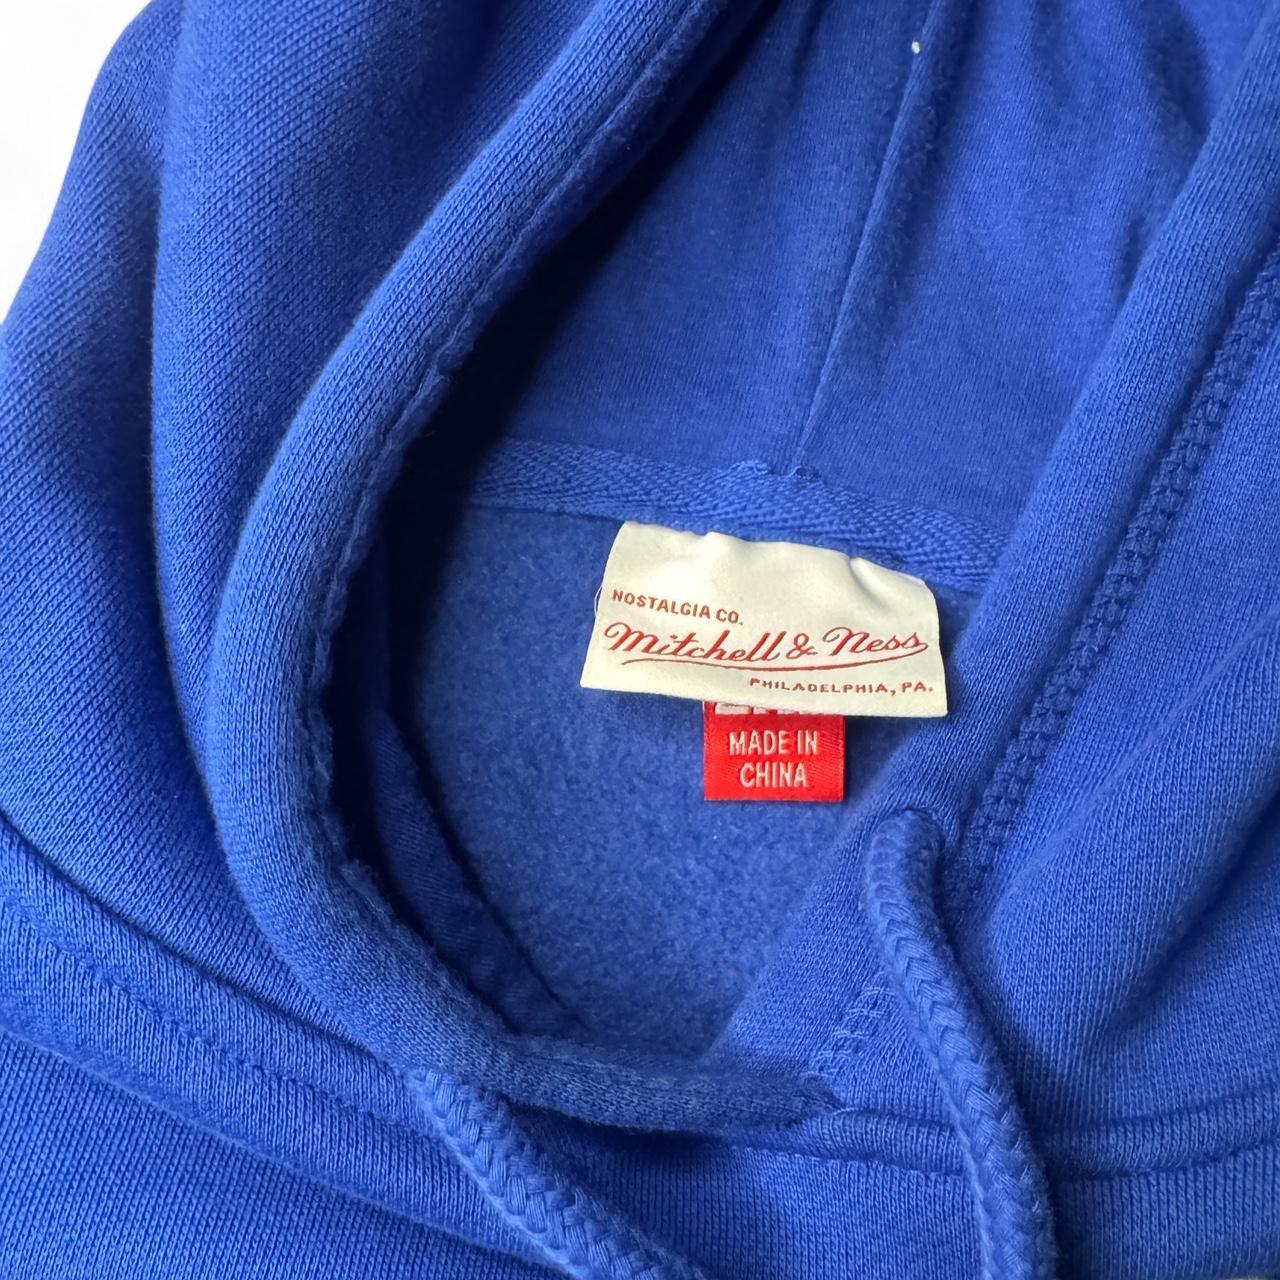 NOSTALGIA CO.
Mitchell & Ness
PHILADELPHIA, PA.
MADE IN
CHINA